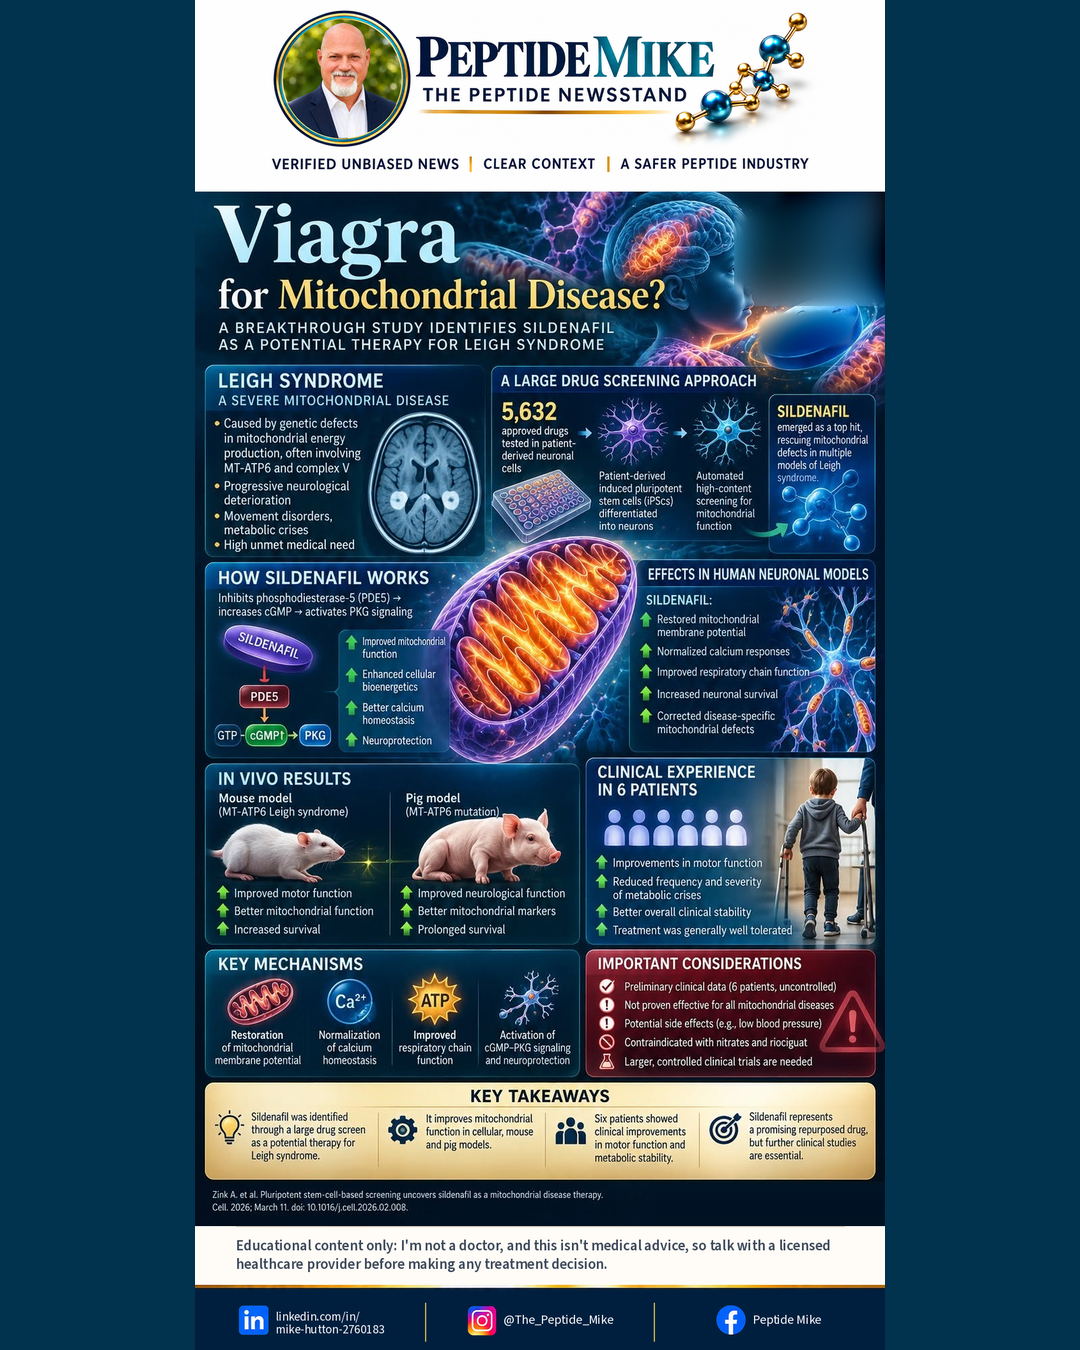 PEPTIDEMIKE
THE PEPTIDE NEWSSTAND
VERIFIED UNBIASED NEWS | CLEAR CONTEXT | A SAFER PEPTIDE INDUSTRY
Viagra
for Mitochondrial Disease?
A BREAKTHROUGH STUDY IDENTIFIES SILDENAFIL
AS A POTENTIAL THERAPY FOR LEIGH SYNDROME
LEIGH SYNDROME
A SEVERE MITOCHONDRIAL DISEASE
• Caused by genetic defects
in mitochondrial energy
production, often involving
MT-ATP6 and complex V
• Progressive neurological
deterioration
• Movement disorders,
metabolic crises
• High unmet medical need
A LARGE DRUG SCREENING APPROACH
5,632
approved drugs
tested in patient-
derived neuronal
cells
Patient-derived
induced pluripotent
stem cells (iPScs)
differentiated
into neurons
Automated
high-content
screening for
mitochondrial
function
SILDENAFIL
emerged as a top hit,
rescuing mitochondrial
defects in multiple
models of Leigh
syndrome.
HOW SILDENAFIL WORKS
Inhibits phosphodiesterase-5 (PDE5) →
increases cGMP → activates PKG signaling
SILDENAFIL
PDE5
GTP
cGMP↑
PKG
Improved mitochondrial
function
Enhanced cellular
bioenergetics
Better calcium
homeostasis
Neuroprotection
EFFECTS IN HUMAN NEURONAL MODELS
SILDENAFIL:
Restored mitochondrial
membrane potential
Normalized calcium responses
Improved respiratory chain function
Increased neuronal survival
Corrected disease-specific
mitochondrial defects
IN VIVO RESULTS
Mouse model
(MT-ATP6 Leigh syndrome)
Improved motor function
Better mitochondrial function
Increased survival
Pig model
(MT-ATP6 mutation)
Improved neurological function
Better mitochondrial markers
Prolonged survival
CLINICAL EXPERIENCE
IN 6 PATIENTS
Improvements in motor function
Reduced frequency and severity
of metabolic crises
Better overall clinical stability
Treatment was generally well tolerated
KEY MECHANISMS
Restoration
of mitochondrial
membrane potential
Ca²⁺
Normalization
of calcium
homeostasis
ATP
Improved
respiratory chain
function
Activation of
cGMP-PKG signaling
and neuroprotection
IMPORTANT CONSIDERATIONS
Preliminary clinical data (6 patients, uncontrolled)
Not proven effective for all mitochondrial diseases
Potential side effects (e.g., low blood pressure)
Contraindicated with nitrates and riociguat
Larger, controlled clinical trials are needed
KEY TAKEAWAYS
Sildenafil was identified
through a large drug screen
as a potential therapy for
Leigh syndrome.
It improves mitochondrial
function in cellular, mouse
and pig models.
Six patients showed
clinical improvements
in motor function and
metabolic stability.
Sildenafil represents
a promising repurposed drug,
but further clinical studies
are essential.
Zink A. et al. Pluripotent stem-cell-based screening uncovers sildenafil as a mitochondrial disease therapy.
Cell. 2026; March 11. doi: 10.1016/j.cell.2026.02.008.
Educational content only: I'm not a doctor, and this isn't medical advice, so talk with a licensed
healthcare provider before making any treatment decision.
linkedin.com/in/
mike-hutton-2760183
@The_Peptide_Mike
Peptide Mike